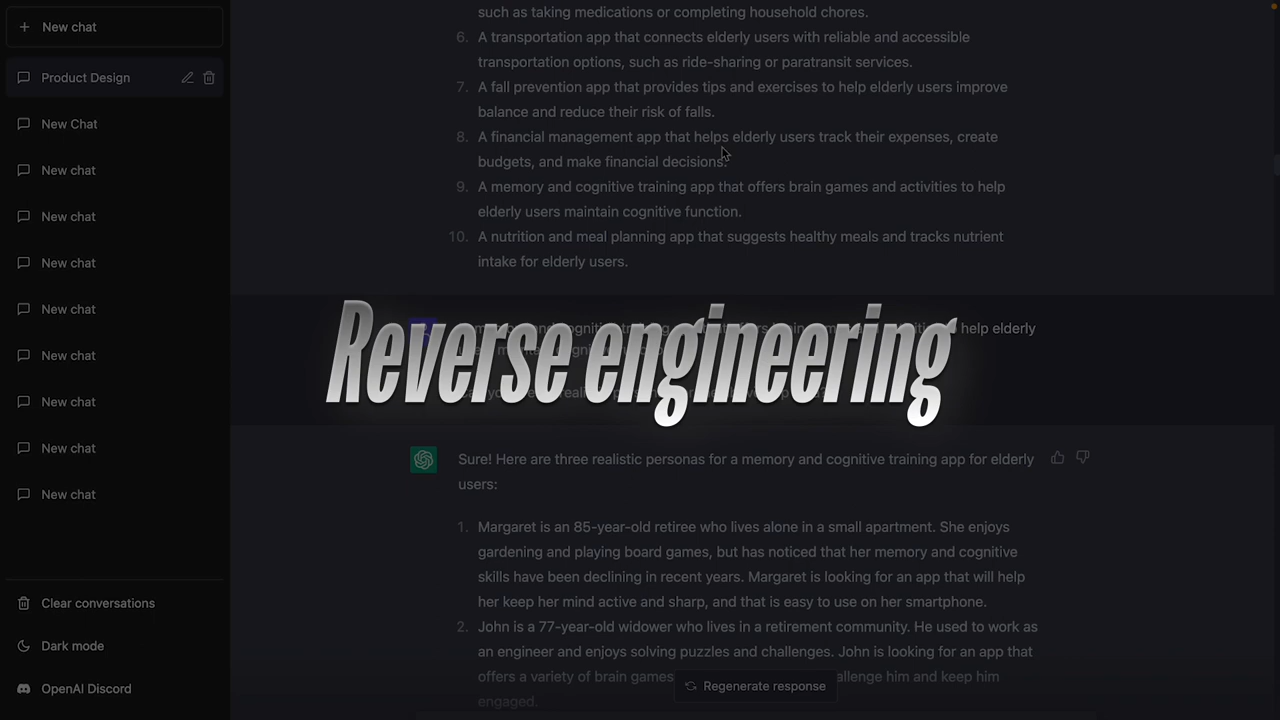 New chat
Product Design
New Chat
New chat
New chat
New chat
New chat
New chat
New chat
New chat
New chat
Clear conversations
Dark mode
OpenAI Discord
such as taking medications or completing household chores.
6. A transportation app that connects elderly users with reliable and accessible
transportation options, such as ride-sharing or paratransit services.
7. A fall prevention app that provides tips and exercises to help elderly users improve
balance and reduce their risk of falls.
8. A financial management app that helps elderly users track their expenses, create
budgets, and make financial decisions.
9. A memory and cognitive training app that offers brain games and activities to help
elderly users maintain cognitive function.
10. A nutrition and meal planning app that suggests healthy meals and tracks nutrient
intake for elderly users.
help elderly
Reverse engineering
Sure! Here are three realistic personas for a memory and cognitive training app for elderly
users:
1. Margaret is an 85-year-old retiree who lives alone in a small apartment. She enjoys
gardening and playing board games, but has noticed that her memory and cognitive
skills have been declining in recent years. Margaret is looking for an app that will help
her keep her mind active and sharp, and that is easy to use on her smartphone.
2. John is a 77-year-old widower who lives in a retirement community. He used to work as
an engineer and enjoys solving puzzles and challenges. John is looking for an app that
offers a variety of brain games him and keep him
engaged.
Regenerate response